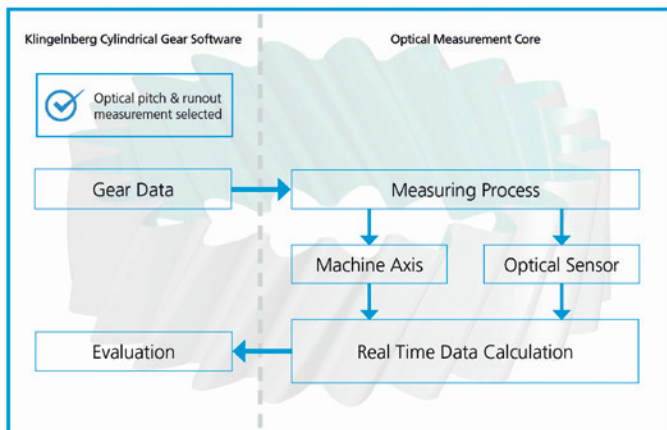 Klingelnberg Cylindrical Gear Software
Optical Measurement Core
Optical pitch & runout
measurement selected
Gear Data
Measuring Process
Machine Axis
Optical Sensor
Evaluation
Real Time Data Calculation